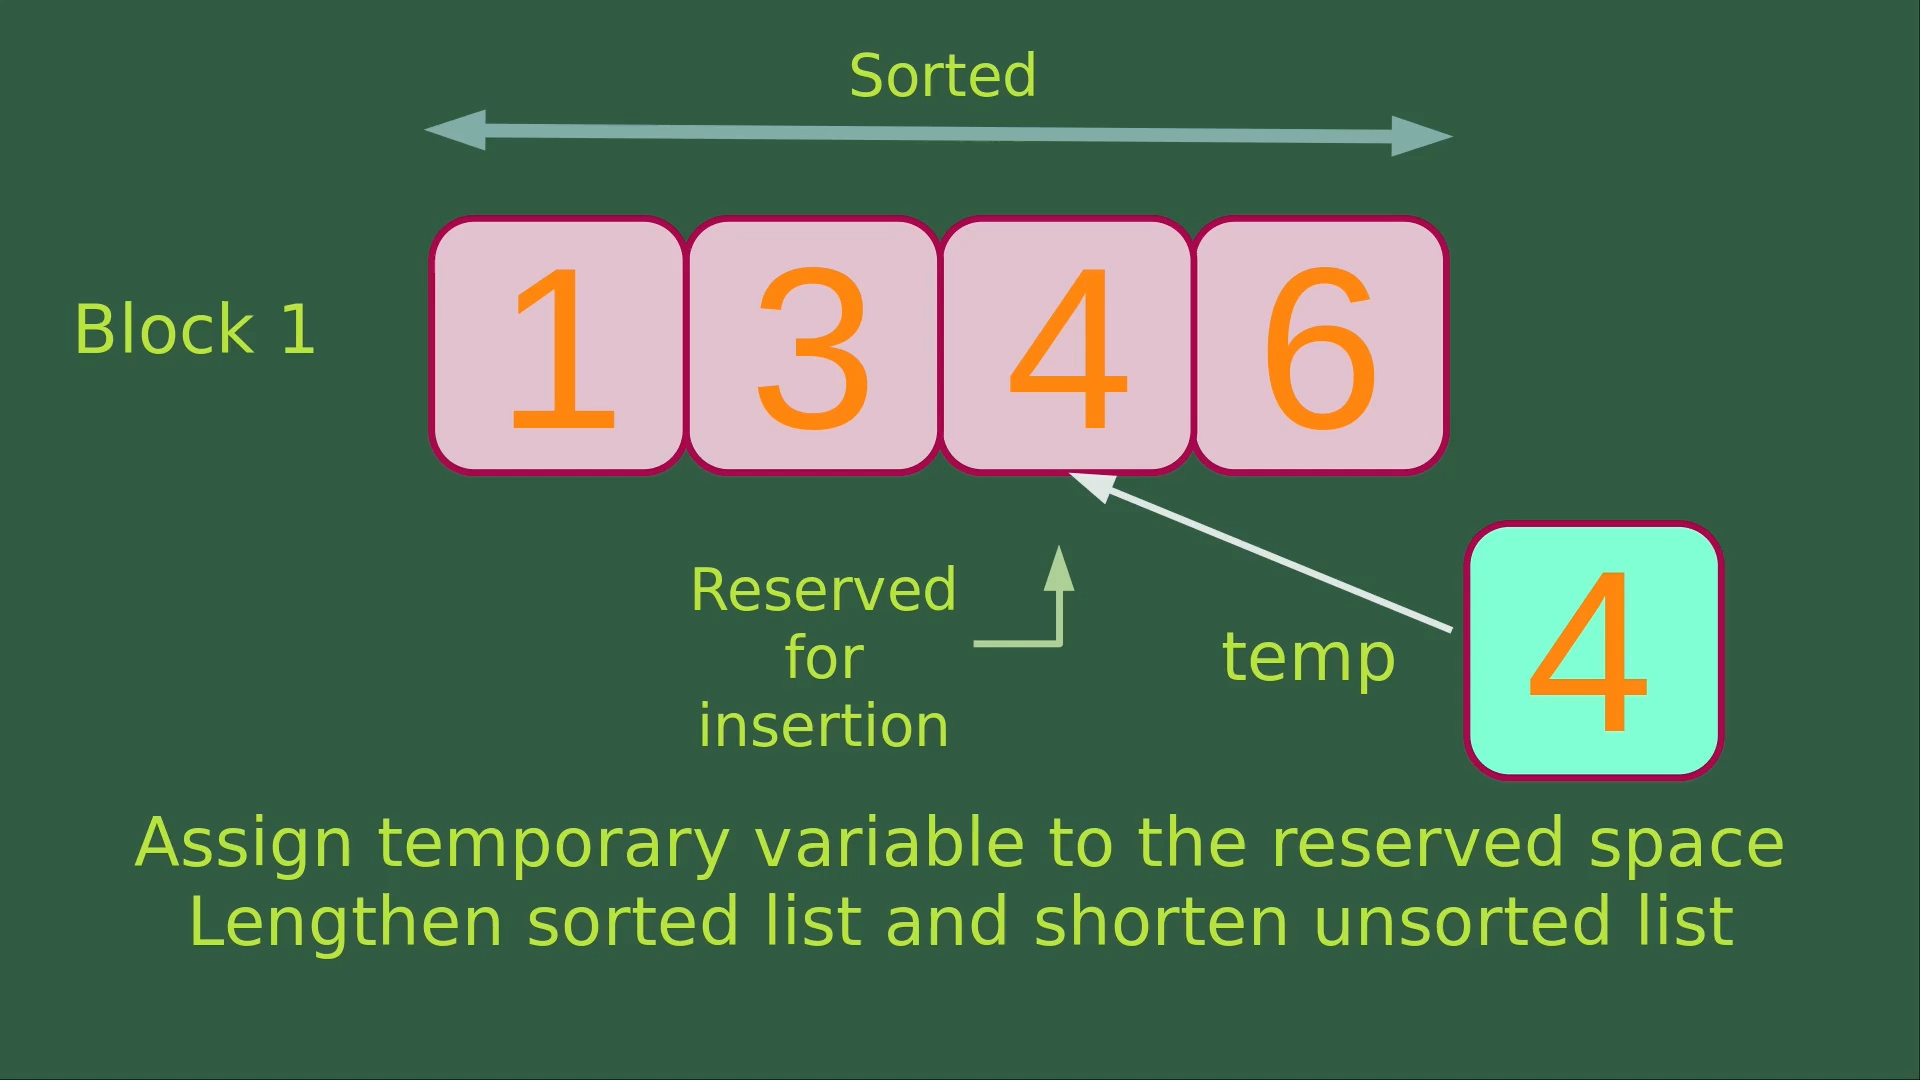 Sorted
Block 1
1 3 4 6
Reserved
for
insertion
temp
4
Assign temporary variable to the reserved space
Lengthen sorted list and shorten unsorted list